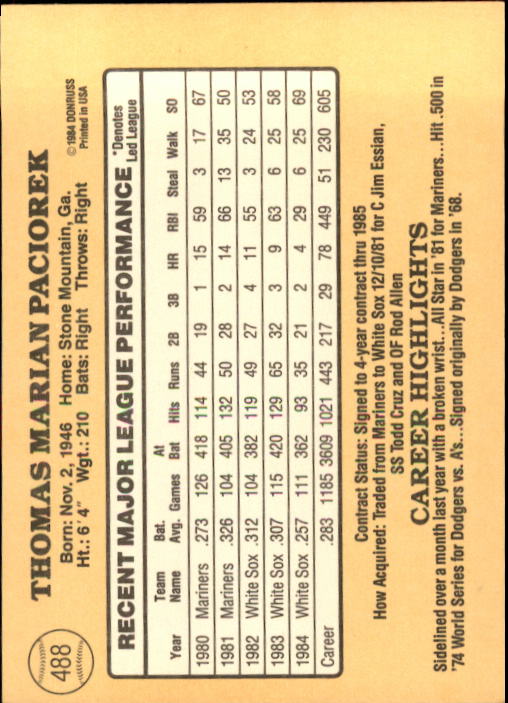 488
THOMAS MARIAN PACIOREK
Born: Nov. 2, 1946 Home: Stone Mountain, Ga.
Ht.: 6'4" Wgt.: 210 Bats: Right Throws: Right
©1984 DONRUSS
Printed in USA
RECENT MAJOR LEAGUE PERFORMANCE
*Denotes
Led League
Year Team Name Bat. Avg. Games At Bat Hits Runs 2B 3B HR RBI Steal Walk SO
1980 Mariners .273 126 418 114 44 19 1 15 59 3 17 67
1981 Mariners .326 104 405 132 50 28 2 14 66 13 35 50
1982 White Sox .312 104 382 119 49 27 4 11 55 3 24 53
1983 White Sox .307 115 420 129 65 32 3 9 63 6 25 58
1984 White Sox .257 111 362 93 35 21 2 4 29 6 25 69
Career .283 1185 3609 1021 443 217 29 78 449 51 230 605
Contract Status: Signed to 4-year contract thru 1985
How Acquired: Traded from Mariners to White Sox 12/10/81 for C Jim Essian,
SS Todd Cruz and OF Rod Allen
CAREER HIGHLIGHTS
Sidelined over a month last year with a broken wrist...All Star in '81 for Mariners...Hit .500 in
'74 World Series for Dodgers vs. A's...Signed originally by Dodgers in '68.